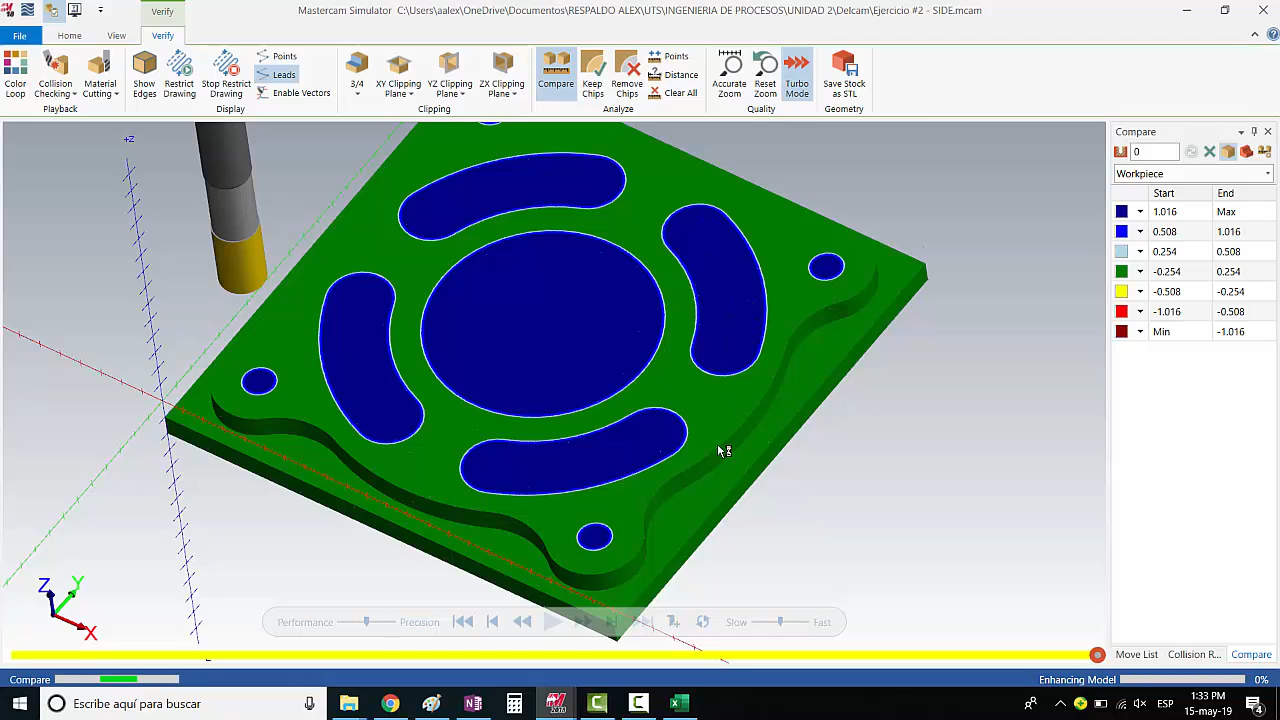 Verify
Mastercam Simulator C:\Users\aalex\OneDrive\Documentos\RESPALDO ALEX\UTS\INGENIERIA DE PROCESOS\UNIDAD 2\Delcam\Ejercicio #2 - SIDE.mcam
File Home View Verify
Color Loop
Collision Checking
Material Cutting
Playback
Show Edges
Restrict Drawing
Stop Restrict Drawing
Points
Leads
Enable Vectors
Display
3/4
XY Clipping Plane
YZ Clipping Plane
ZX Clipping Plane
Clipping
Compare
Keep Chips
Remove Chips
Points
Distance
Clear All
Analyze
Accurate Zoom
Reset Zoom
Turbo Mode
Quality
Save Stock as STL
Geometry
+Z
Z Y X
Performance Precision Slow Fast
Compare
0
Workpiece
Start End
1.016 Max
0.508 1.016
0.254 0.508
-0.254 0.254
-0.508 -0.254
-1.016 -0.508
Min -1.016
Move List Collision R... Compare
Compare Enhancing Model 0%
Escribe aquí para buscar
ESP
1:33 PM
15-may.-19